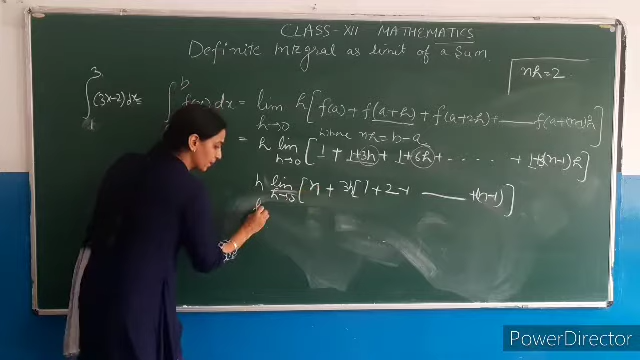 CLASS-XII MATHEMATICS
Definite Integral as limit of a Sum.
nh=2
∫ 3 (3x-2)dx = ∫ b f(x) dx = lim h→0 h[f(a)+ f(a+h) + f(a+2h)+ —— f(a+(n-1)h]
where nh = b-a
= h lim h→0 [1 + 1+3h + 1+6h + . . . . + 1+3(n-1)h]
h lim h→0 [n + 3h[1+2+ —— +(n-1)]
h
PowerDirector